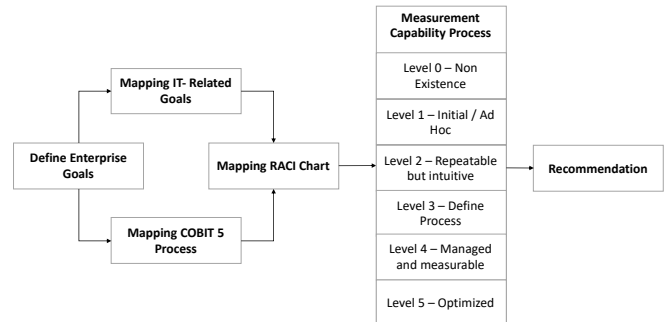 Define Enterprise
Goals
Mapping IT- Related
Goals
Mapping COBIT 5
Process
Mapping RACI Chart
Measurement
Capability Process
Level 0 – Non
Existence
Level 1 – Initial / Ad
Hoc
Level 2 – Repeatable
but intuitive
Level 3 – Define
Process
Level 4 – Managed
and measurable
Level 5 – Optimized
Recommendation